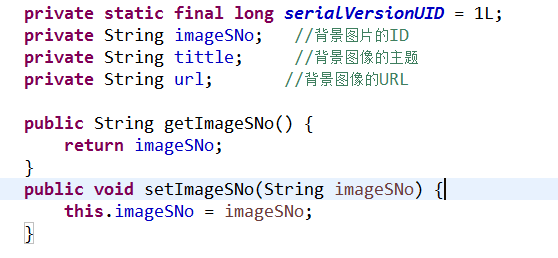 private static final long serialVersionUID = 1L;
private String imageSNo;   //背景图片的ID
private String tittle;     //背景图像的主题
private String url;       //背景图像的URL
public String getImageSNo() {
    return imageSNo;
}
public void setImageSNo(String imageSNo) {
    this.imageSNo = imageSNo;
}